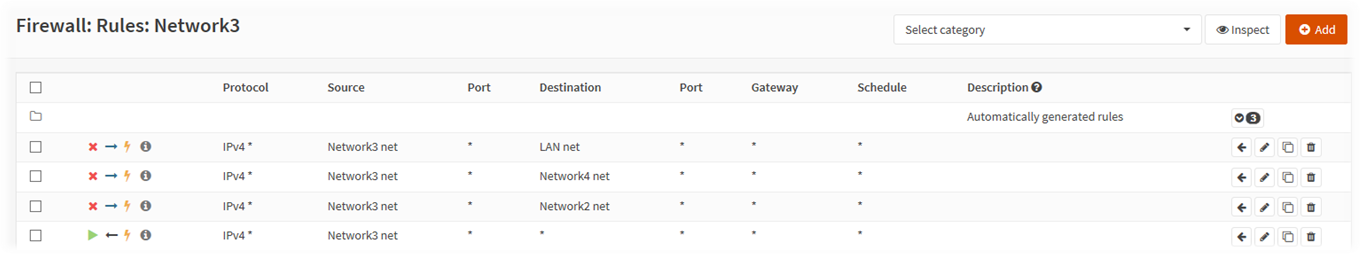 Firewall: Rules: Network3
Select category
Inspect
Add
Protocol Source Port Destination Port Gateway Schedule Description
Automatically generated rules 3
IPv4 * Network3 net * LAN net * * *
IPv4 * Network3 net * Network4 net * * *
IPv4 * Network3 net * Network2 net * * *
IPv4 * Network3 net * * * * *